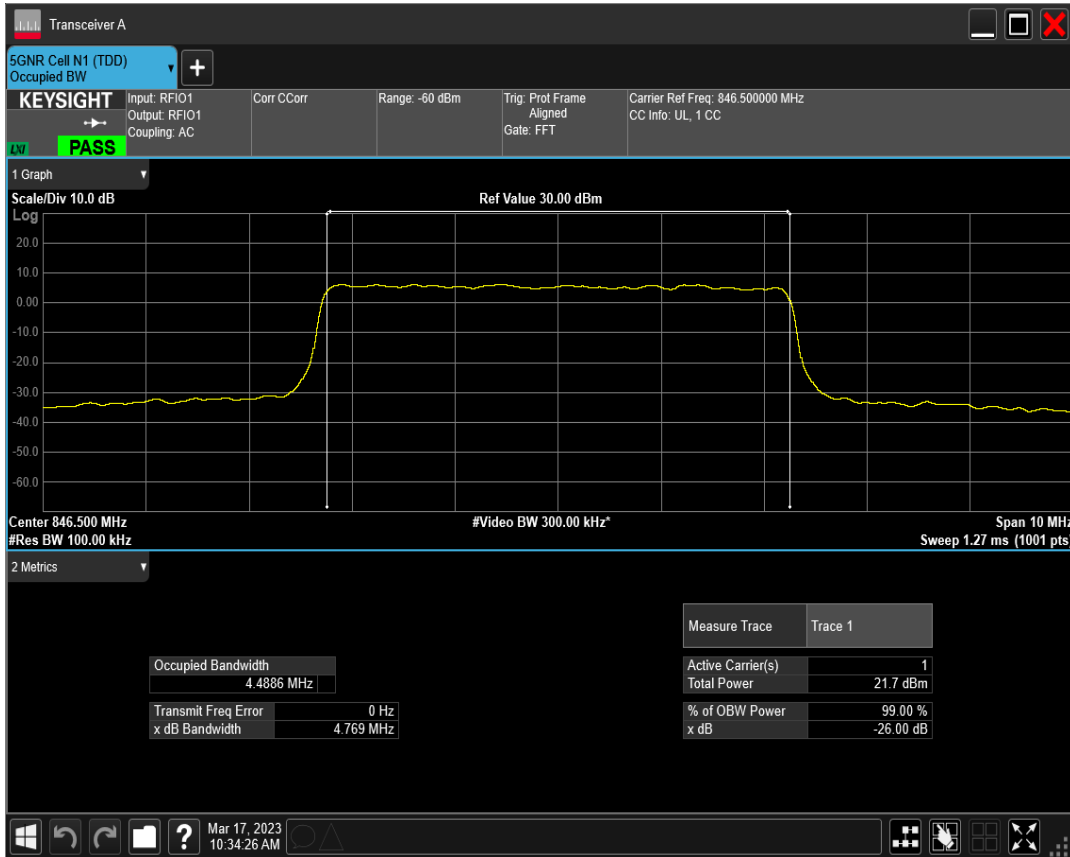 Transceiver A
5GNR Cell N1 (TDD)
Occupied BW
+
KEYSIGHT
LXI
PASS
Input: RFIO1
Output: RFIO1
Coupling: AC
Corr CCorr
Range: -60 dBm
Trig: Prot Frame
Aligned
Gate: FFT
Carrier Ref Freq: 846.500000 MHz
CC Info: UL, 1 CC
1 Graph
Scale/Div 10.0 dB
Ref Value 30.00 dBm
Log
20.0
10.0
0.00
-10.0
-20.0
-30.0
-40.0
-50.0
-60.0
Center 846.500 MHz
#Video BW 300.00 kHz*
Span 10 MHz
#Res BW 100.00 kHz
Sweep 1.27 ms (1001 pts)
2 Metrics
Measure Trace Trace 1
Occupied Bandwidth
4.4886 MHz
Active Carrier(s) 1
Total Power 21.7 dBm
Transmit Freq Error 0 Hz
x dB Bandwidth 4.769 MHz
% of OBW Power 99.00 %
x dB -26.00 dB
?
Mar 17, 2023
10:34:26 AM